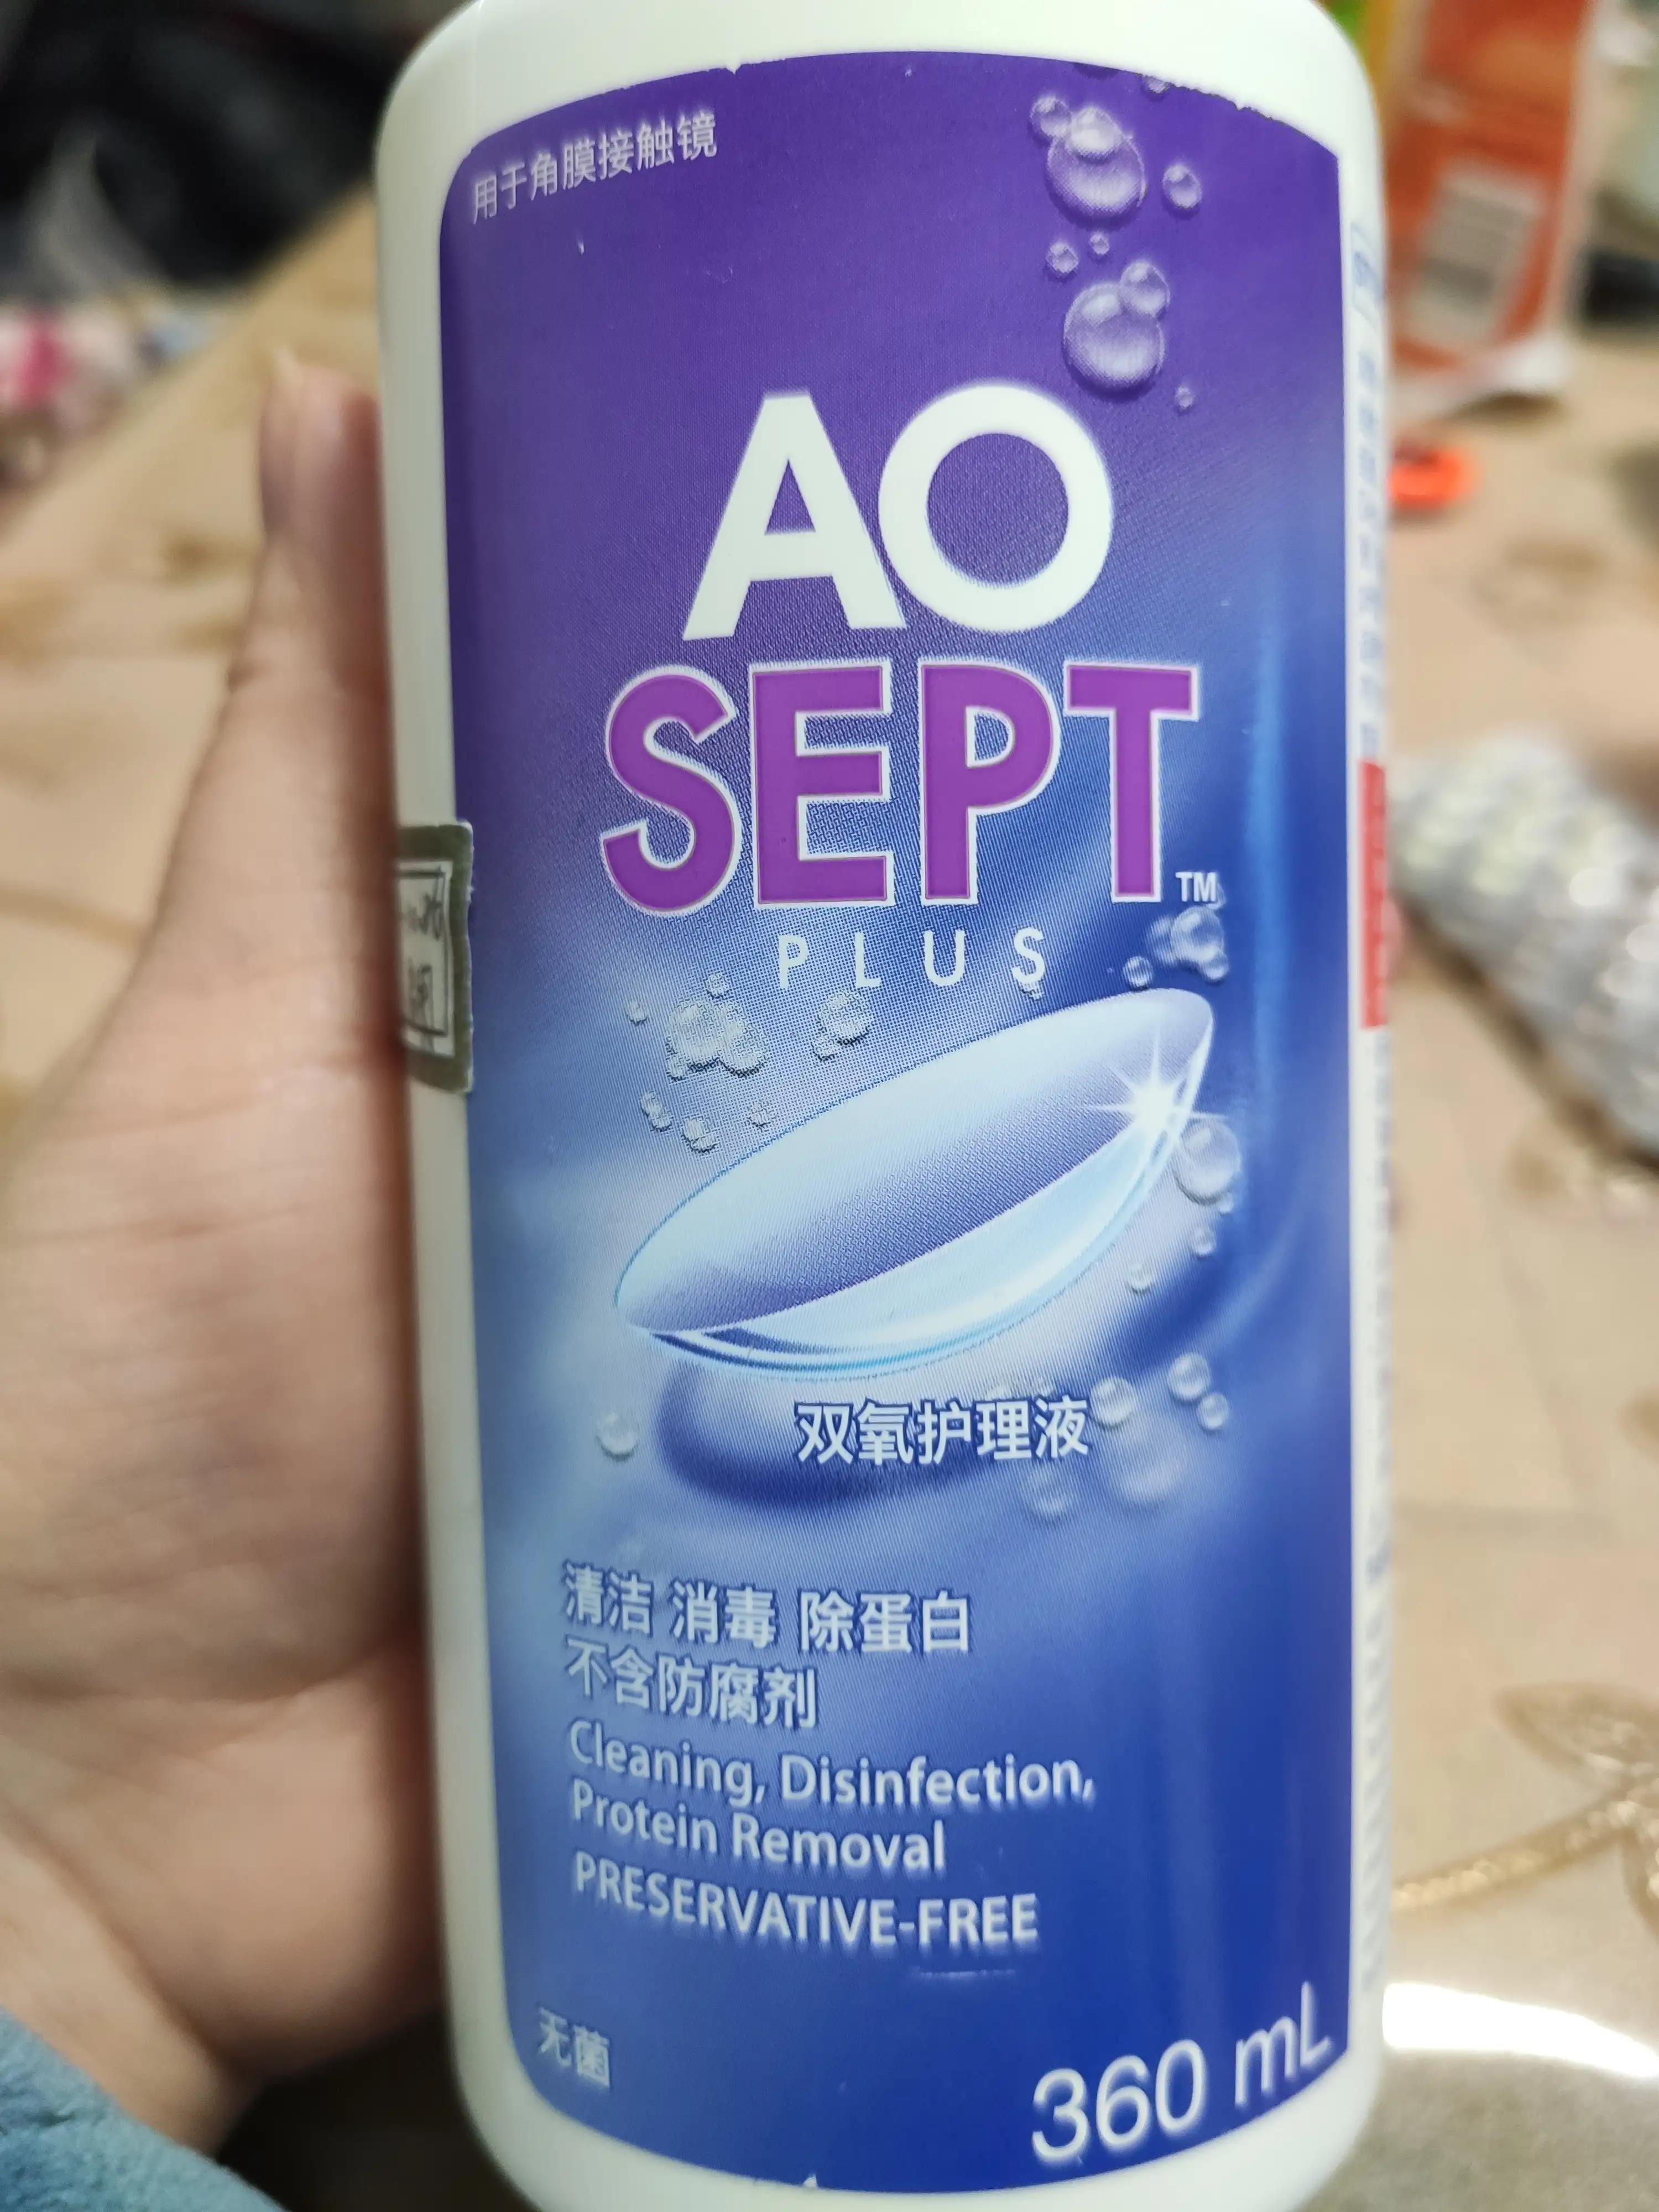 用于角膜接触镜
AO
SEPT™
PLUS
双氧护理液
清洁 消毒 除蛋白
不含防腐剂
Cleaning, Disinfection,
Protein Removal
PRESERVATIVE-FREE
无菌
360 mL